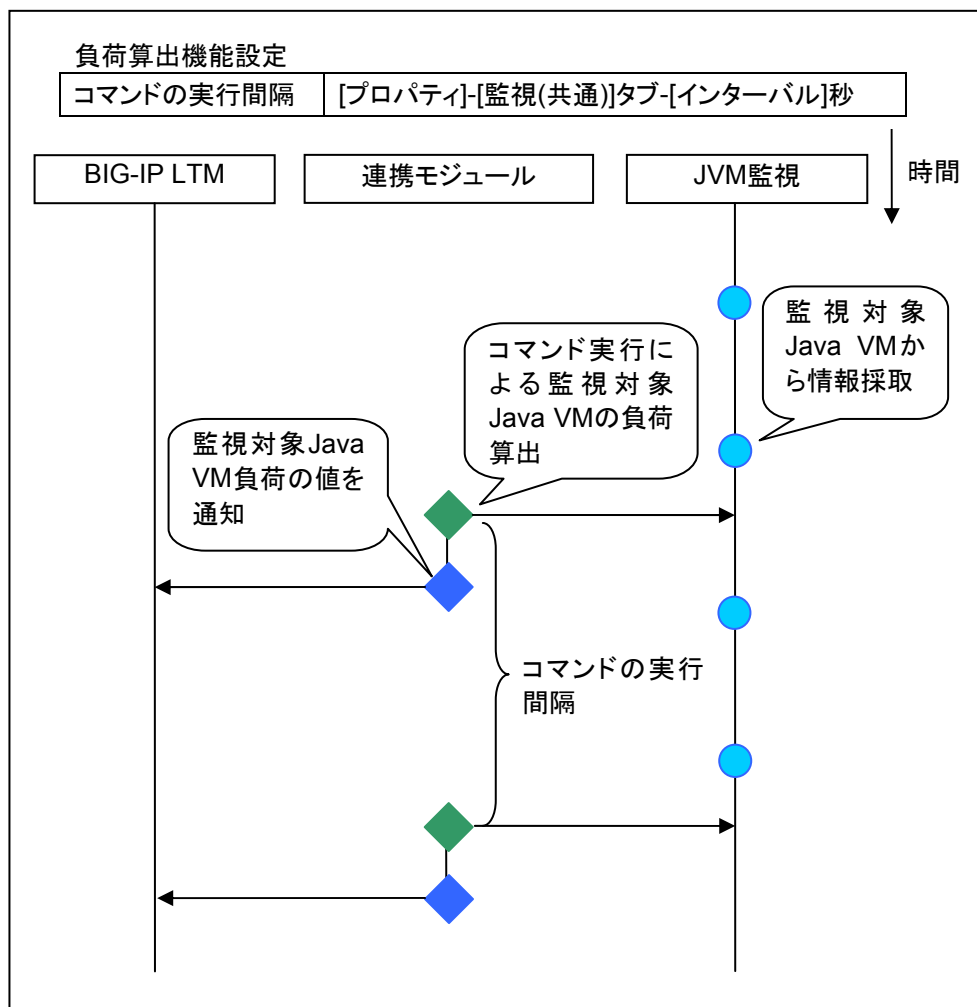 負荷算出機能設定
コマンドの実行間隔 [プロパティ]-[監視(共通)]タブ-[インターバル]秒
BIG-IP LTM 連携モジュール JVM監視 時間
監視対象
Java VMか
ら情報採取
コマンド実行に
よる監視対象
Java VMの負荷
算出
監視対象Java
VM負荷の値を
通知
コマンドの実行
間隔